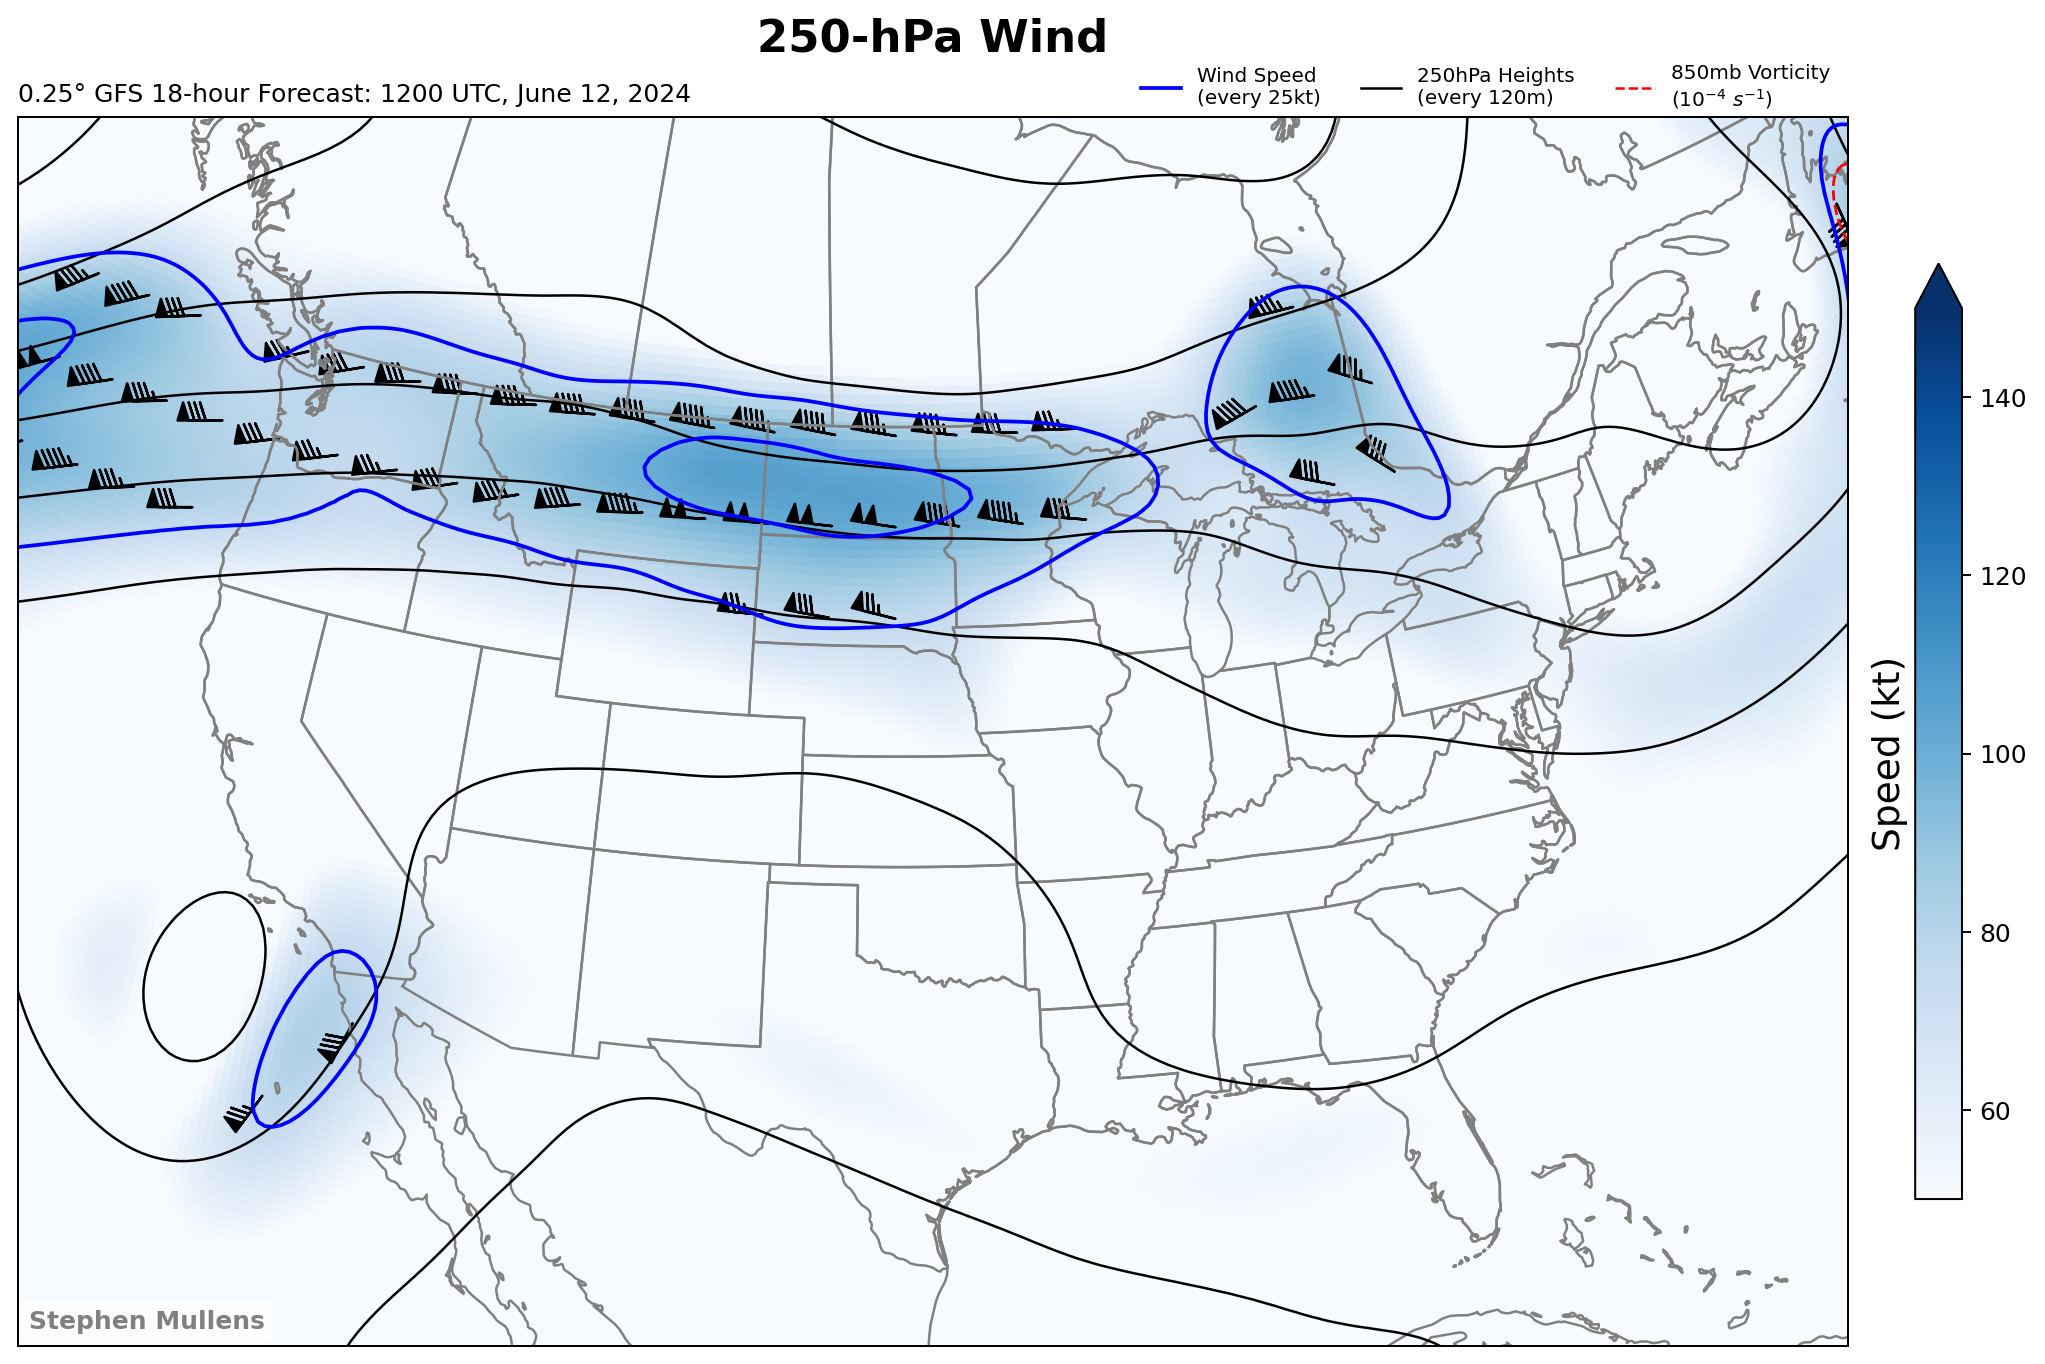 250-hPa Wind
0.25° GFS 18-hour Forecast: 1200 UTC, June 12, 2024
Wind Speed
(every 25kt)
250hPa Heights
(every 120m)
850mb Vorticity
(10⁻⁴ s⁻¹)
140
120
100
80
60
Speed (kt)
Stephen Mullens